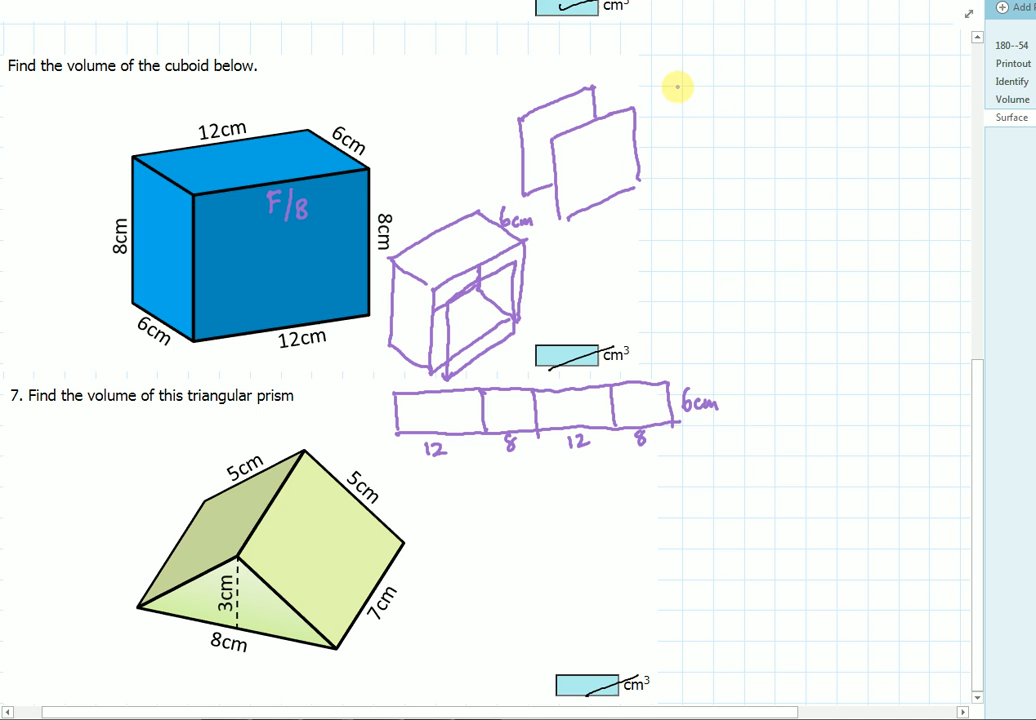 cm³
Add
180--54
Printout
Identify
Volume
Surface
Find the volume of the cuboid below.
12cm
6cm
F/B
8cm
8cm
6cm
6cm
12cm
cm³
7. Find the volume of this triangular prism
6cm
12 8 12 8
5cm
5cm
3cm
7cm
8cm
cm³